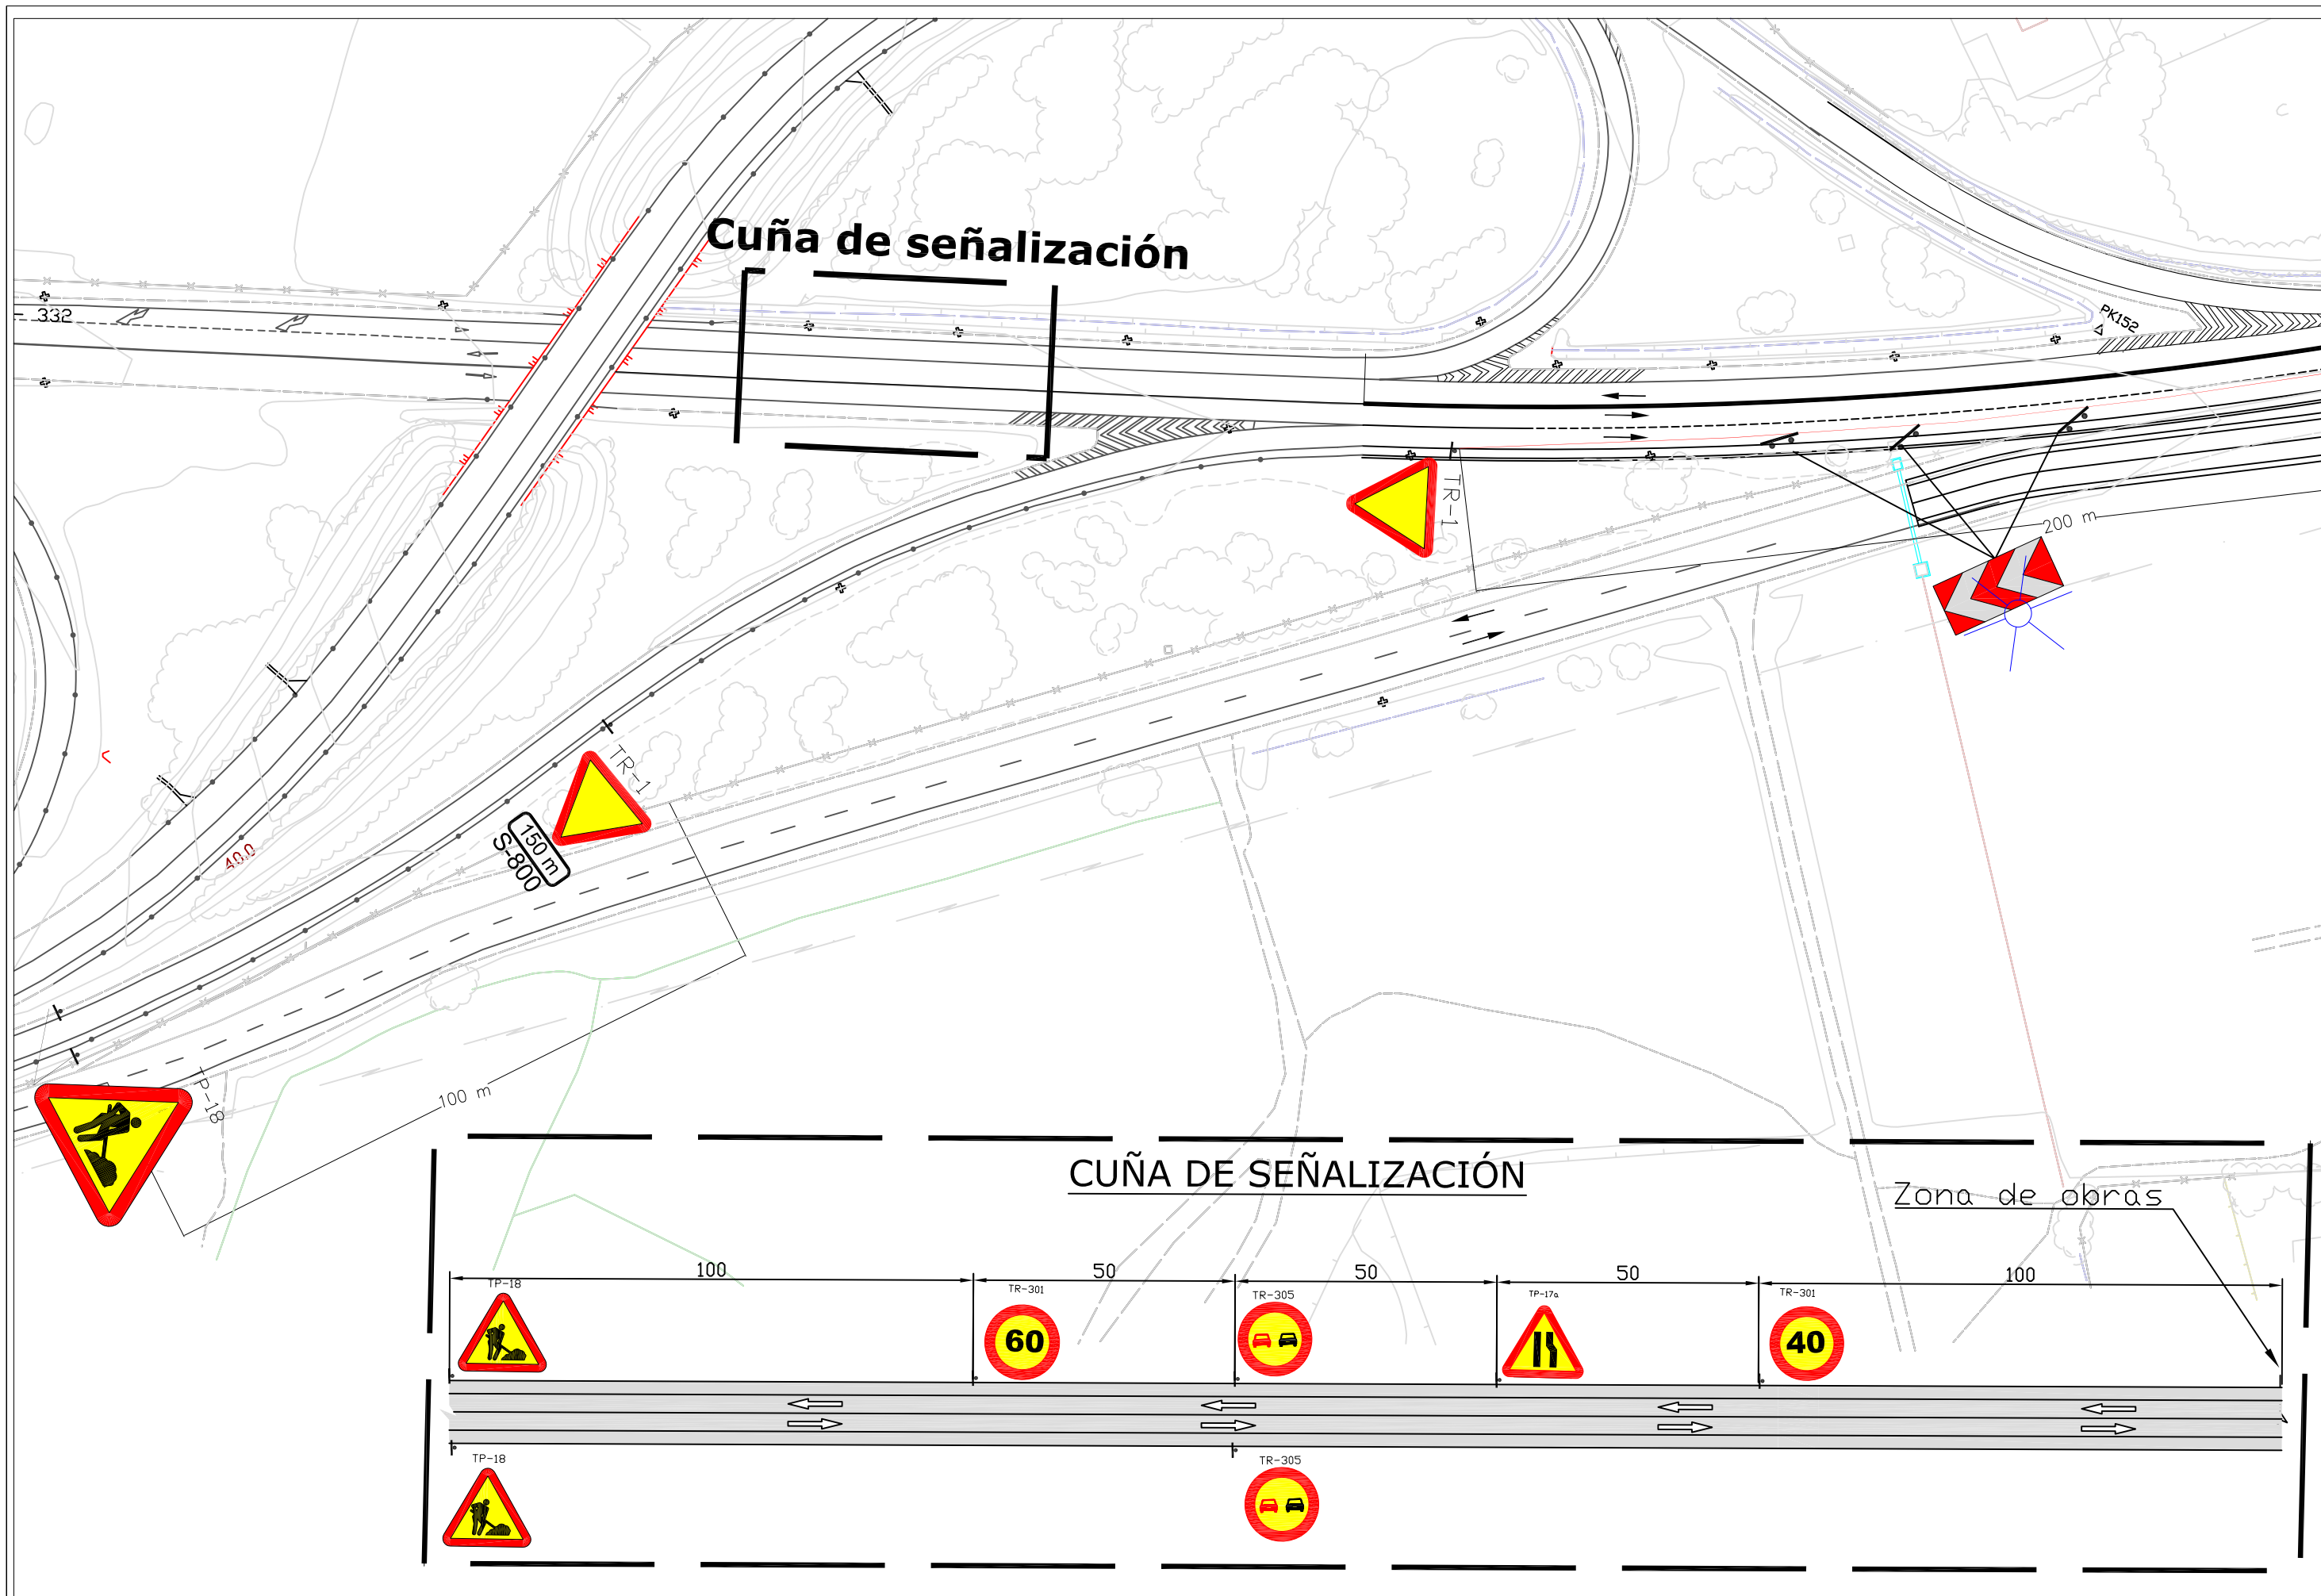 Cuña de señalización
332
PK152
TR-1
200 m
TR-1
150 m
S-800
40.0
TP-18
100 m
CUÑA DE SEÑALIZACIÓN
Zona de obras
100
50
50
50
100
TP-18
TR-301
TR-305
TP-17a
TR-301
60
40
TP-18
TR-305